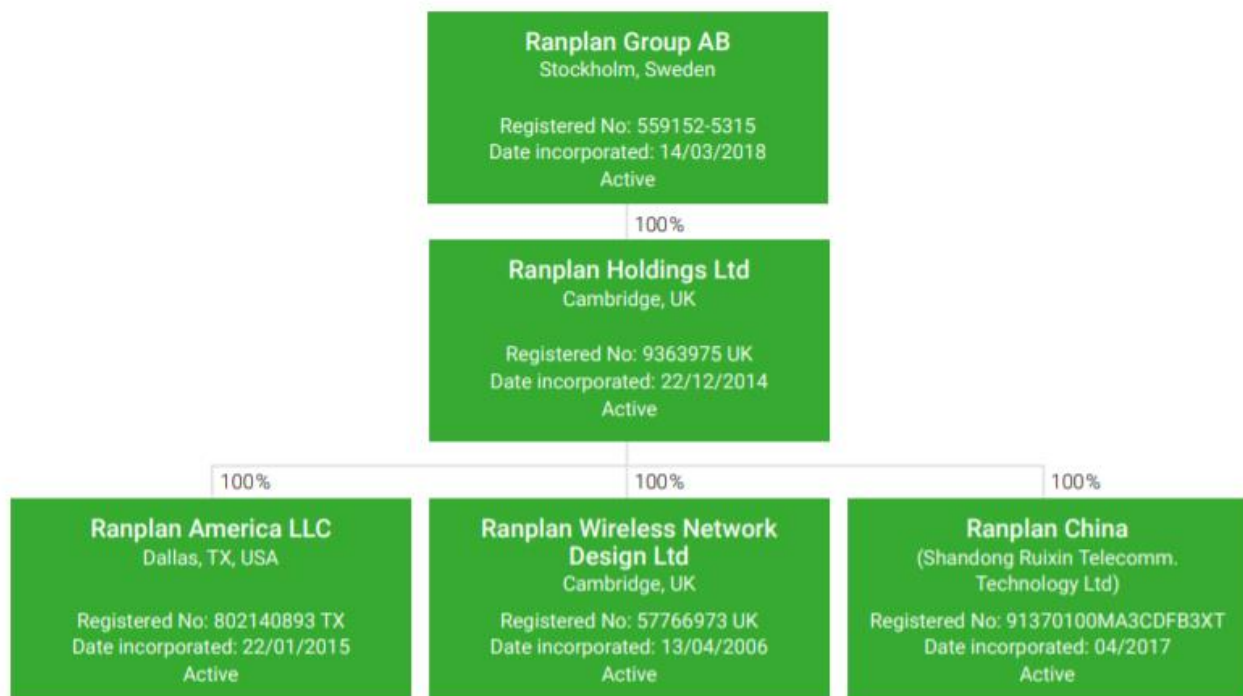 Ranplan Group AB
Stockholm, Sweden
Registered No: 559152-5315
Date incorporated: 14/03/2018
Active
100%
Ranplan Holdings Ltd
Cambridge, UK
Registered No: 9363975 UK
Date incorporated: 22/12/2014
Active
100%
100%
100%
Ranplan America LLC
Dallas, TX, USA
Registered No: 802140893 TX
Date incorporated: 22/01/2015
Active
Ranplan Wireless Network
Design Ltd
Cambridge, UK
Registered No: 57766973 UK
Date incorporated: 13/04/2006
Active
Ranplan China
(Shandong Ruixin Telecomm.
Technology Ltd)
Registered No: 91370100MA3CDFB3XT
Date incorporated: 04/2017
Active